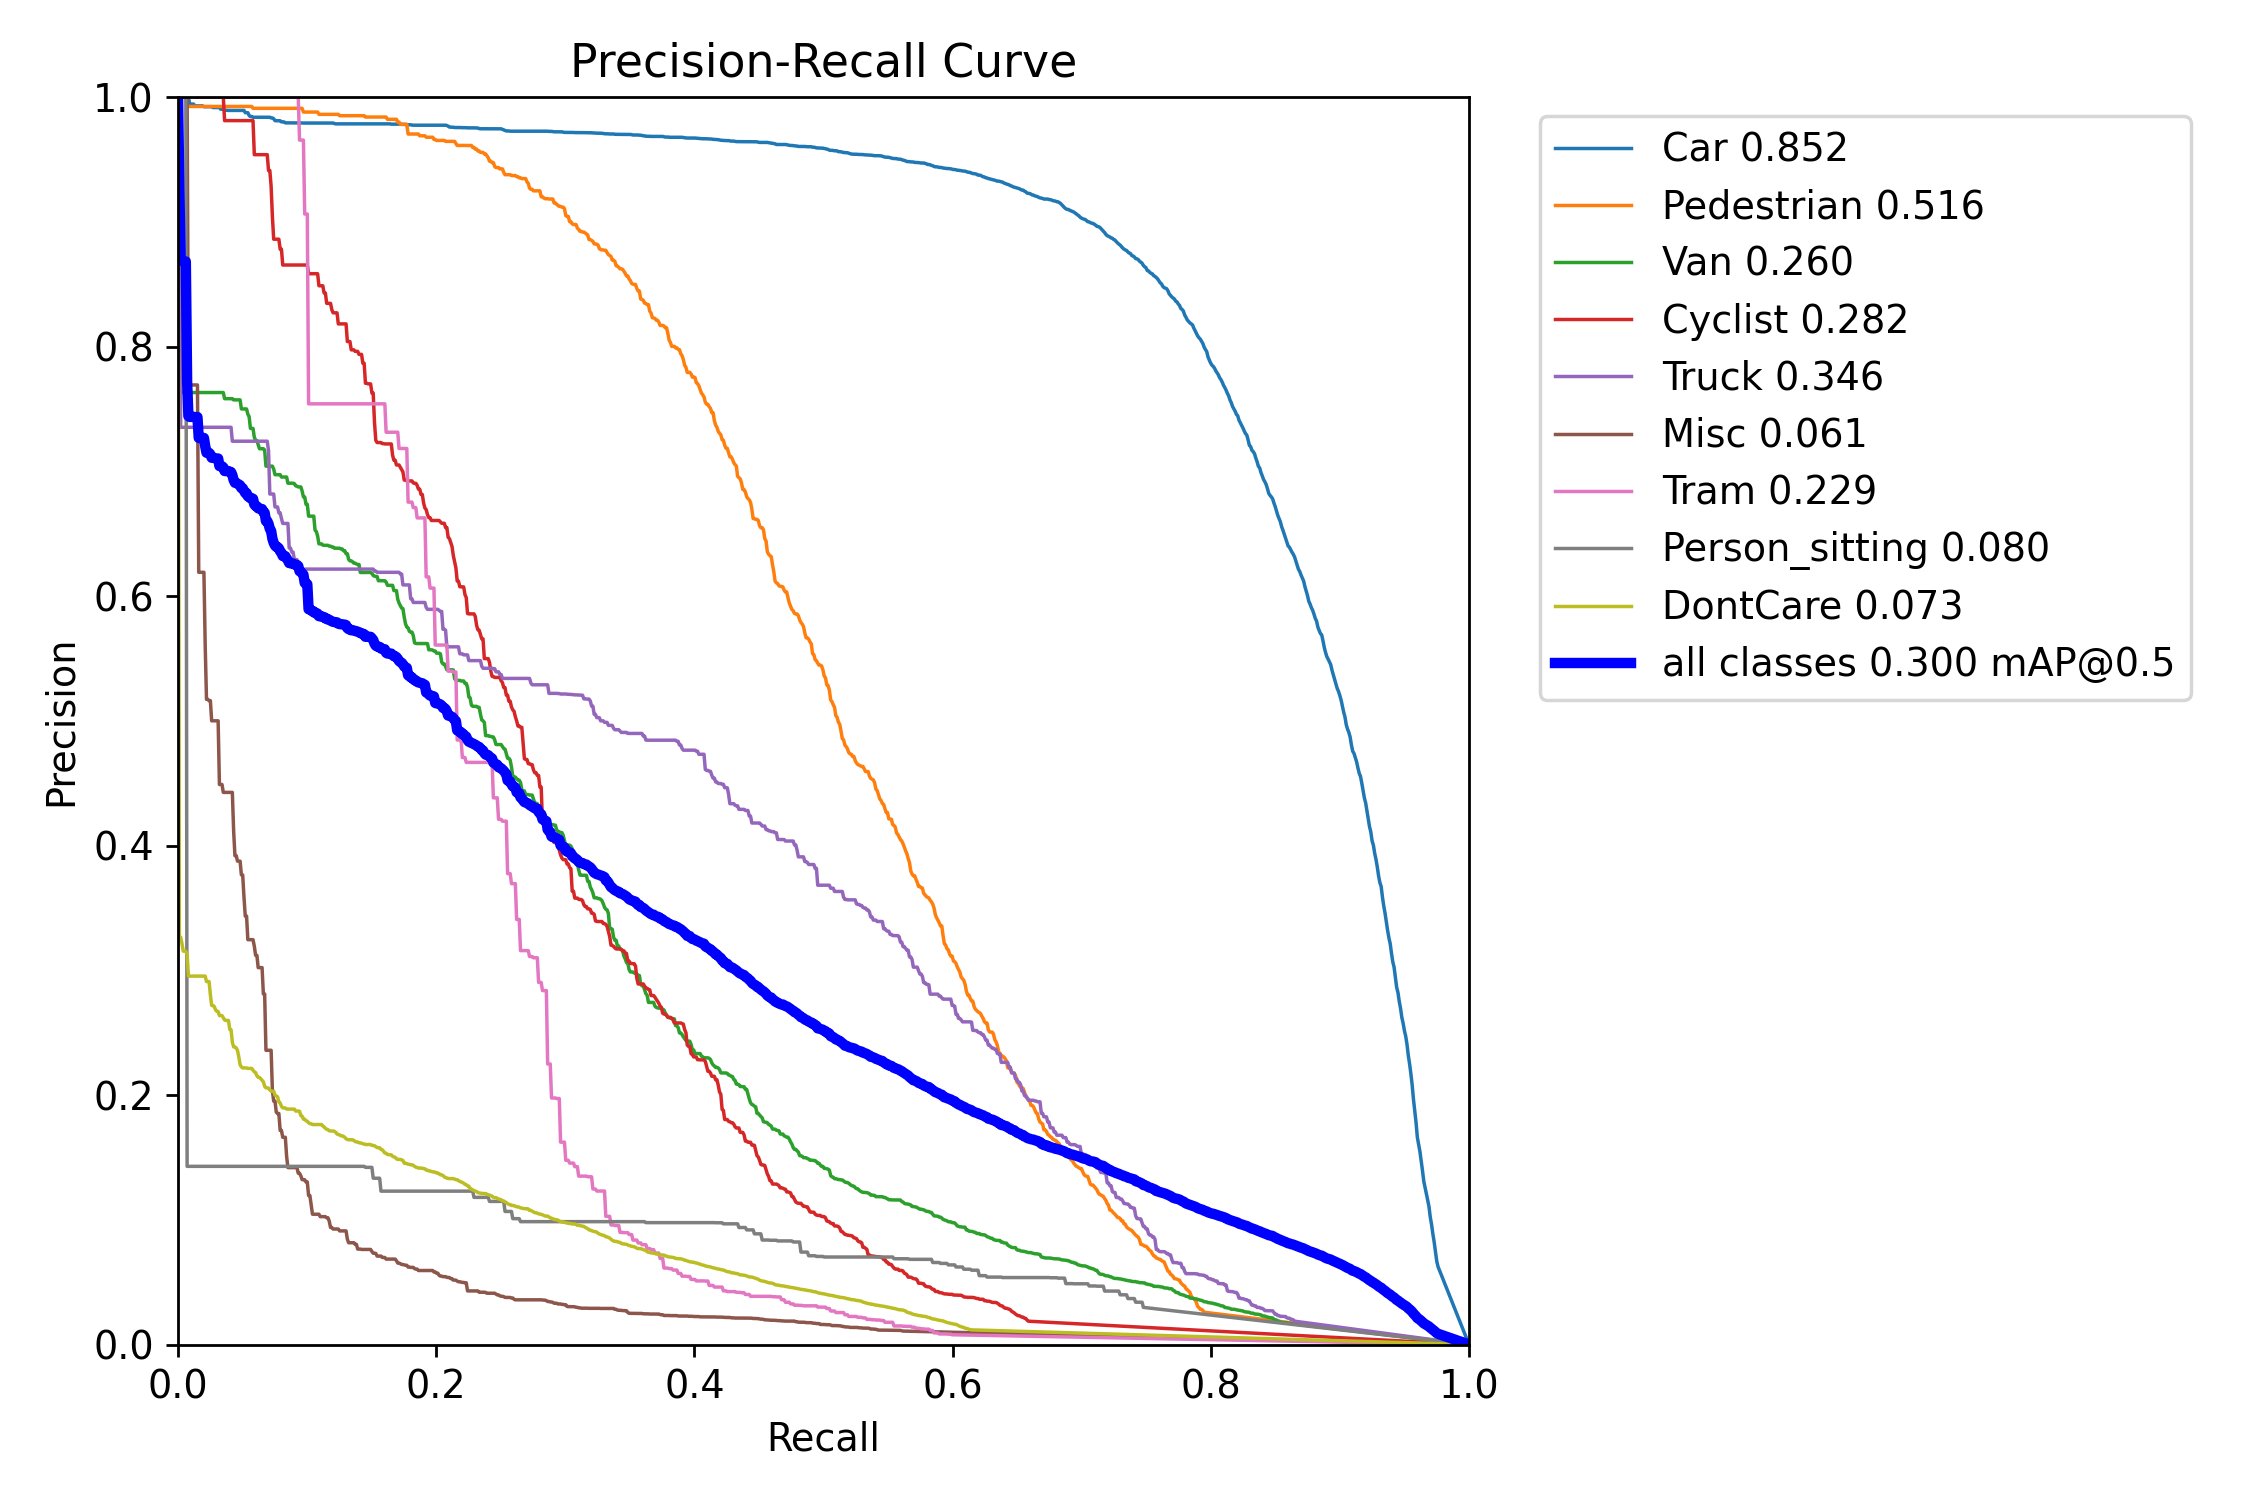 Precision-Recall Curve
1.0
0.8
0.6
0.4
0.2
0.0
Precision
0.0 0.2 0.4 0.6 0.8 1.0
Recall
Car 0.852
Pedestrian 0.516
Van 0.260
Cyclist 0.282
Truck 0.346
Misc 0.061
Tram 0.229
Person_sitting 0.080
DontCare 0.073
all classes 0.300 mAP@0.5